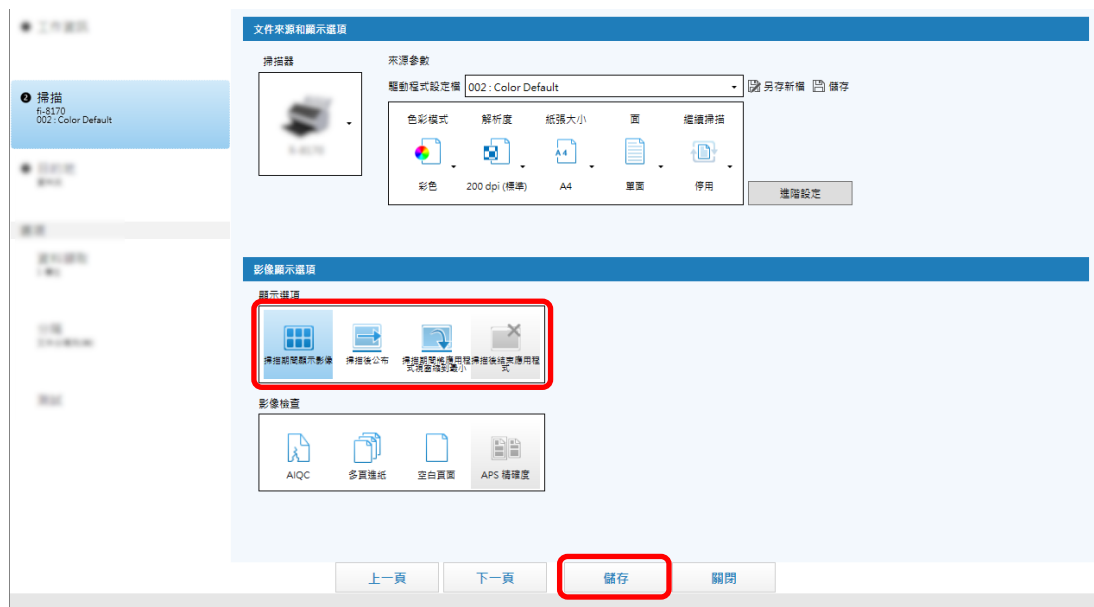 文件來源和顯示選項
掃描器
來源參數
驅動程式設定檔 002 : Color Default 另存新檔 儲存
❷ 掃描
fi-8170
002 : Color Default
色彩模式 解析度 紙張大小 面 繼續掃描
A4
彩色 200 dpi (標準) A4 單面 停用
進階設定
影像顯示選項
顯示選項
掃描期間顯示影像 掃描後公布 掃描期間將應用程式視窗縮到最小 掃描後結束應用程式
影像檢查
AIQC 多頁進紙 空白頁面 APS 精確度
上一頁 下一頁 儲存 關閉